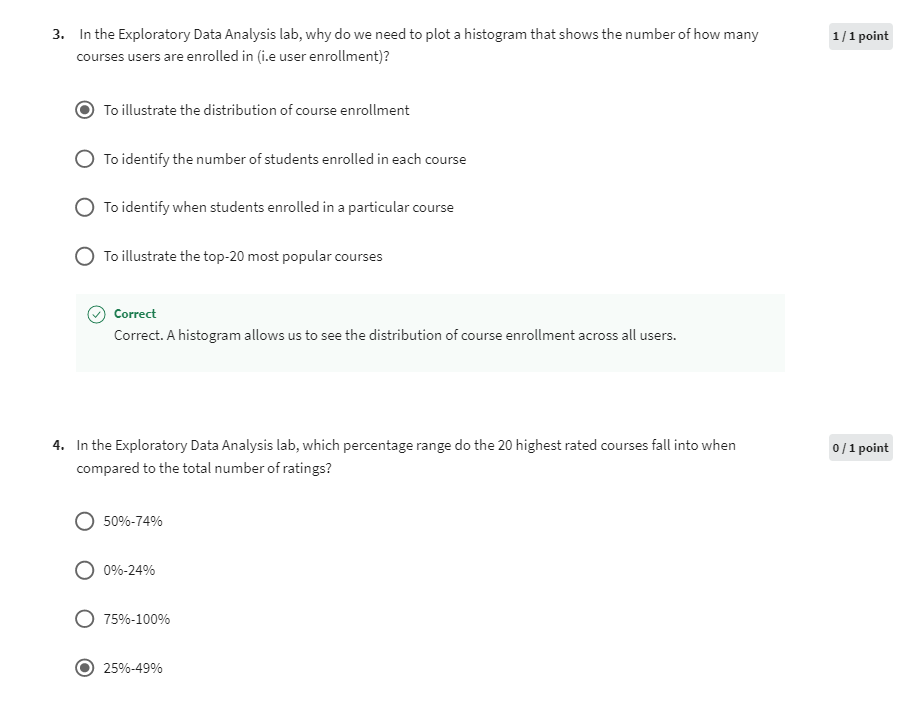 3. In the Exploratory Data Analysis lab, why do we need to plot a histogram that shows the number of how many
1 / 1 point
courses users are enrolled in (i.e user enrollment)?
To illustrate the distribution of course enrollment
To identify the number of students enrolled in each course
To identify when students enrolled in a particular course
To illustrate the top-20 most popular courses
Correct
Correct. A histogram allows us to see the distribution of course enrollment across all users.
4. In the Exploratory Data Analysis lab, which percentage range do the 20 highest rated courses fall into when
0 / 1 point
compared to the total number of ratings?
50%-74%
0%-24%
75%-100%
25%-49%